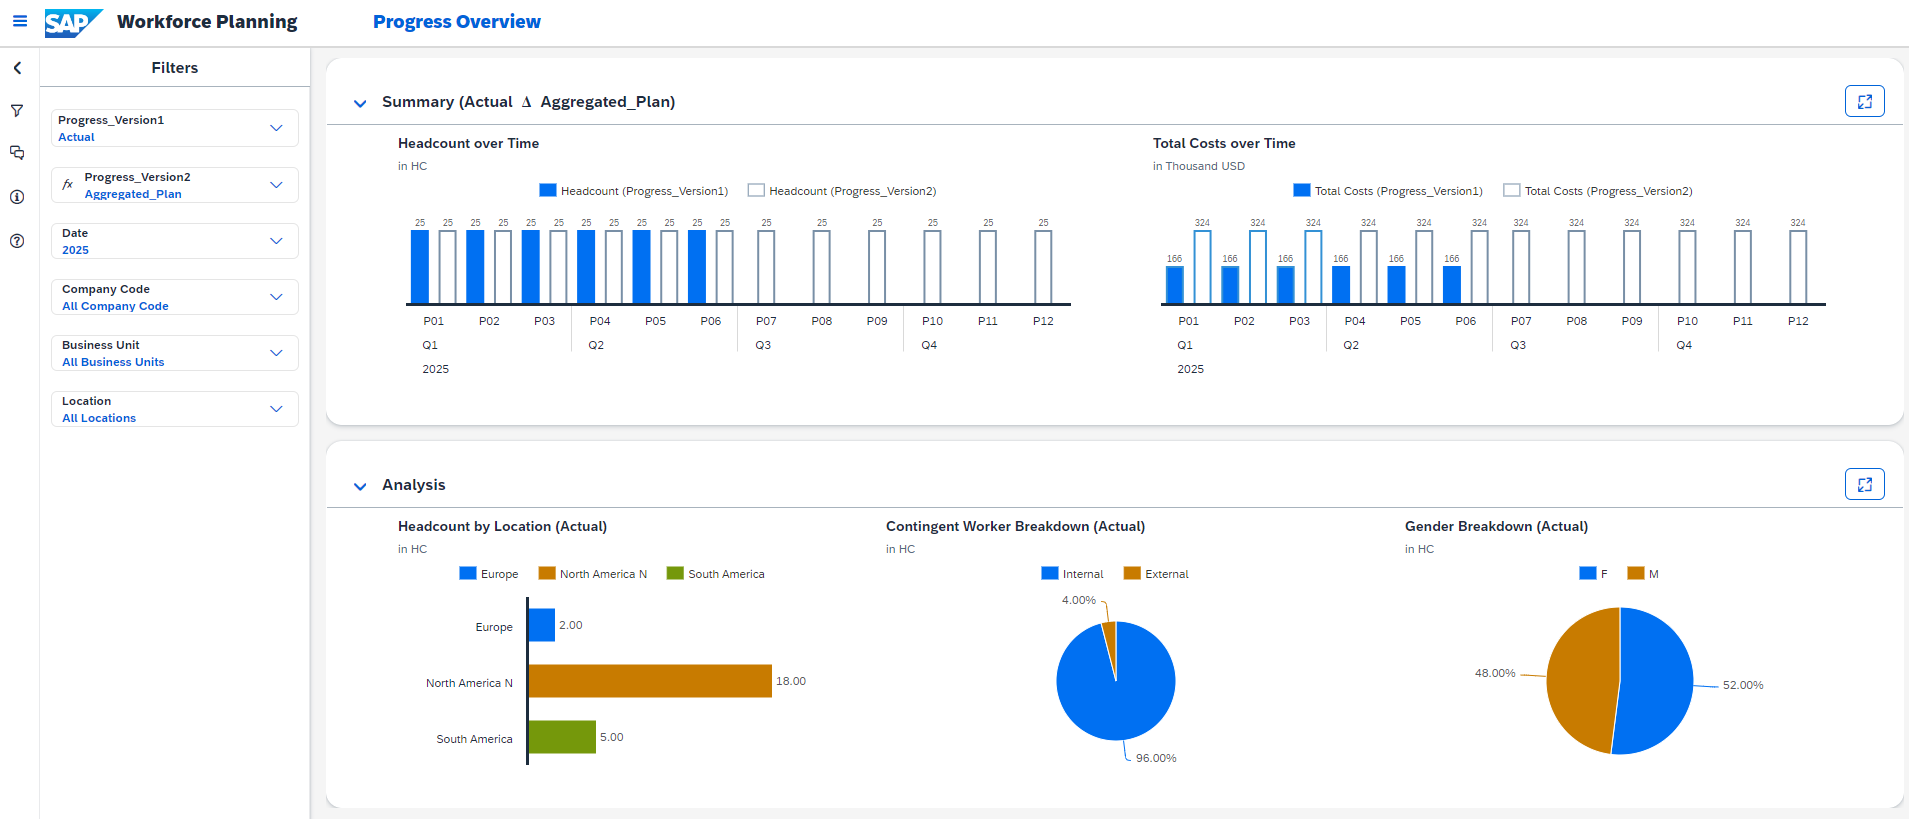 SAP Workforce Planning Progress Overview
Filters
Progress_Version1
Actual
fx Progress_Version2
Aggregated_Plan
Date
2025
Company Code
All Company Code
Business Unit
All Business Units
Location
All Locations
Summary (Actual Δ Aggregated_Plan)
Headcount over Time
in HC
Headcount (Progress_Version1) Headcount (Progress_Version2)
25 25 25 25 25 25 25 25 25 25 25 25 25 25 25 25 25 25
P01 P02 P03 P04 P05 P06 P07 P08 P09 P10 P11 P12
Q1 Q2 Q3 Q4
2025
Total Costs over Time
in Thousand USD
Total Costs (Progress_Version1) Total Costs (Progress_Version2)
324 324 324 324 324 324 324 324 324 324 324 324
166 166 166 166 166 166
P01 P02 P03 P04 P05 P06 P07 P08 P09 P10 P11 P12
Q1 Q2 Q3 Q4
2025
Analysis
Headcount by Location (Actual)
in HC
Europe North America N South America
Europe 2.00
North America N 18.00
South America 5.00
Contingent Worker Breakdown (Actual)
in HC
Internal External
4.00%
96.00%
Gender Breakdown (Actual)
in HC
F M
48.00%
52.00%